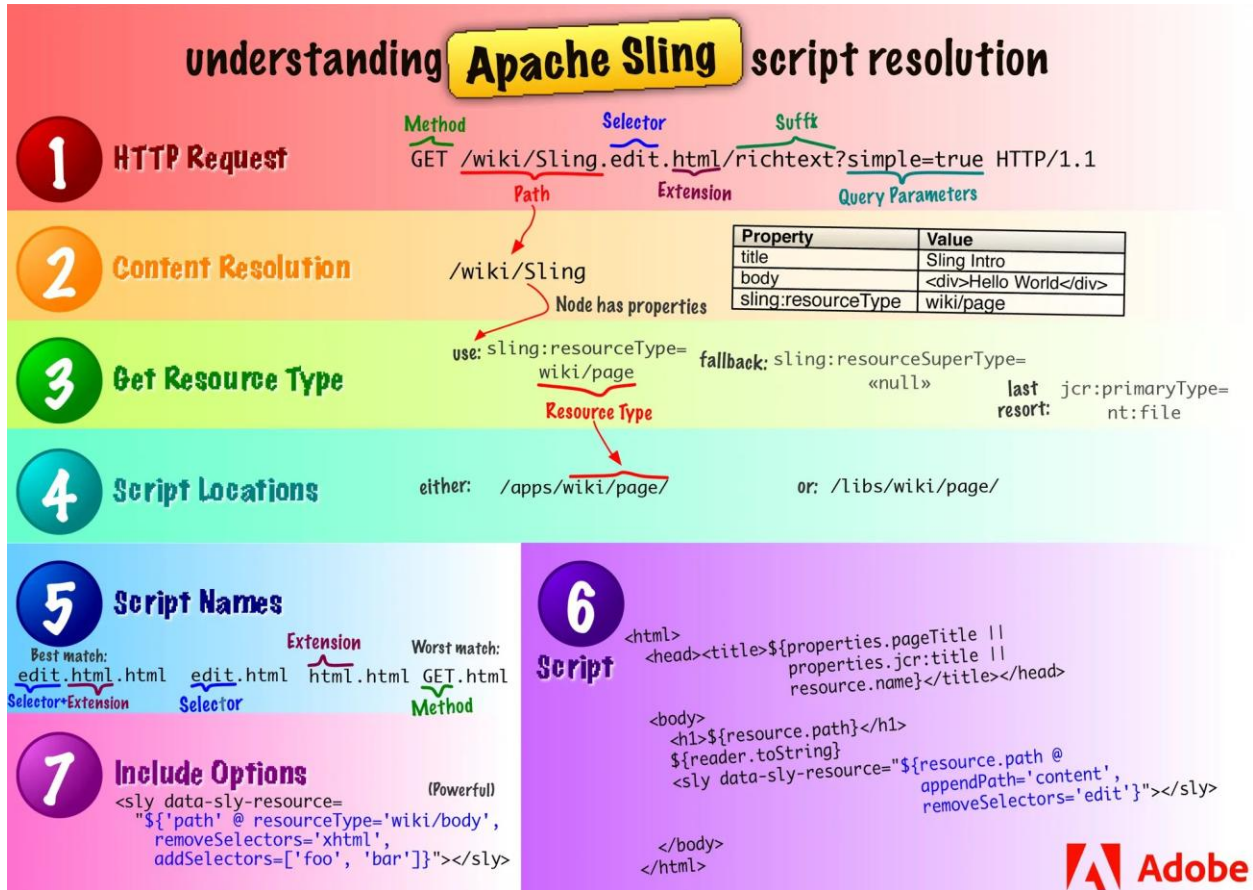 understanding Apache Sling script resolution
1 HTTP Request
Method Selector Suffix
GET /wiki/Sling.edit.html/richtext?simple=true HTTP/1.1
Path Extension Query Parameters
2 Content Resolution
/wiki/Sling
Node has properties
Property Value
title Sling Intro
body <div>Hello World</div>
sling:resourceType wiki/page
3 Get Resource Type
use: sling:resourceType=
wiki/page
Resource Type
fallback: sling:resourceSuperType=
«null»
last resort: jcr:primaryType=
nt:file
4 Script Locations
either: /apps/wiki/page/ or: /libs/wiki/page/
5 Script Names
Best match: Extension Worst match:
edit.html.html edit.html html.html GET.html
Selector+Extension Selector Method
6 Script
<html>
<head><title>${properties.pageTitle ||
properties.jcr:title ||
resource.name}</title></head>
<body>
<h1>${resource.path}</h1>
${reader.toString}
<sly data-sly-resource="${resource.path @
appendPath='content',
removeSelectors='edit'}"></sly>
</body>
</html>
7 Include Options
(Powerful)
<sly data-sly-resource=
"${'path' @ resourceType='wiki/body',
removeSelectors='xhtml',
addSelectors=['foo', 'bar']}"></sly>
Adobe